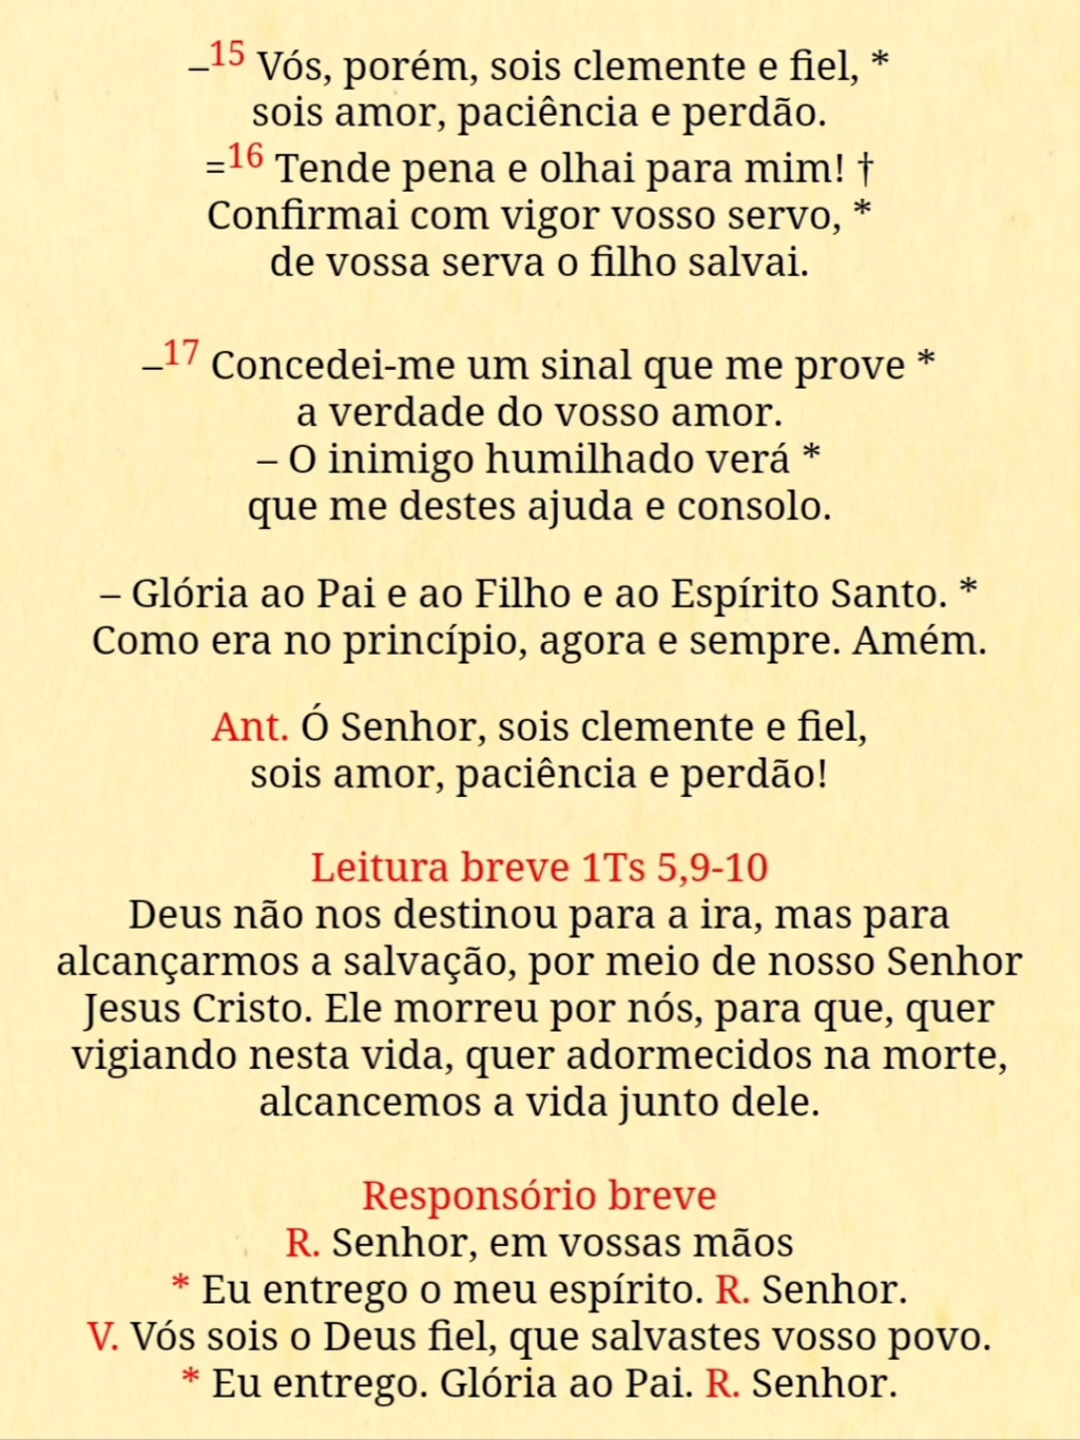 –15 Vós, porém, sois clemente e fiel, *
sois amor, paciência e perdão.
=16 Tende pena e olhai para mim! †
Confirmai com vigor vosso servo, *
de vossa serva o filho salvai.
–17 Concedei-me um sinal que me prove *
a verdade do vosso amor.
– O inimigo humilhado verá *
que me destes ajuda e consolo.
– Glória ao Pai e ao Filho e ao Espírito Santo. *
Como era no princípio, agora e sempre. Amém.
Ant. Ó Senhor, sois clemente e fiel,
sois amor, paciência e perdão!
Leitura breve 1Ts 5,9-10
Deus não nos destinou para a ira, mas para
alcançarmos a salvação, por meio de nosso Senhor
Jesus Cristo. Ele morreu por nós, para que, quer
vigiando nesta vida, quer adormecidos na morte,
alcancemos a vida junto dele.
Responsório breve
R. Senhor, em vossas mãos
* Eu entrego o meu espírito. R. Senhor.
V. Vós sois o Deus fiel, que salvastes vosso povo.
* Eu entrego. Glória ao Pai. R. Senhor.